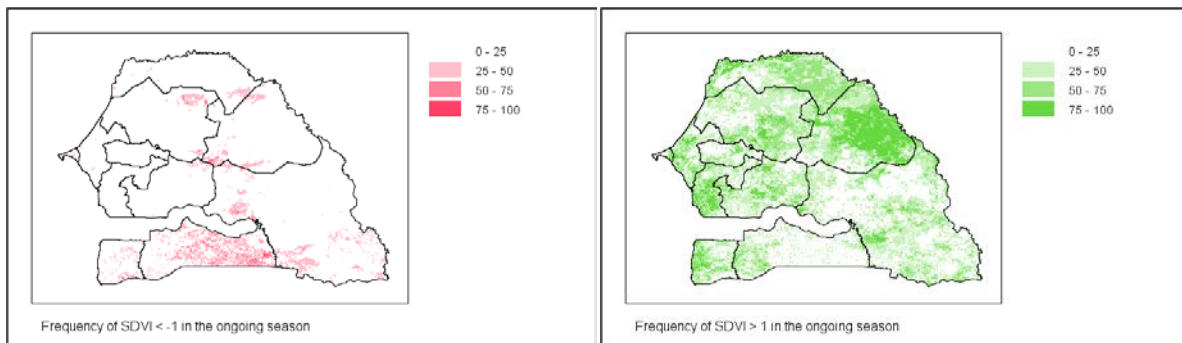 0 - 25
25 - 50
50 - 75
75 - 100
Frequency of SDVI < -1 in the ongoing season
0 - 25
25 - 50
50 - 75
75 - 100
Frequency of SDVI > 1 in the ongoing season